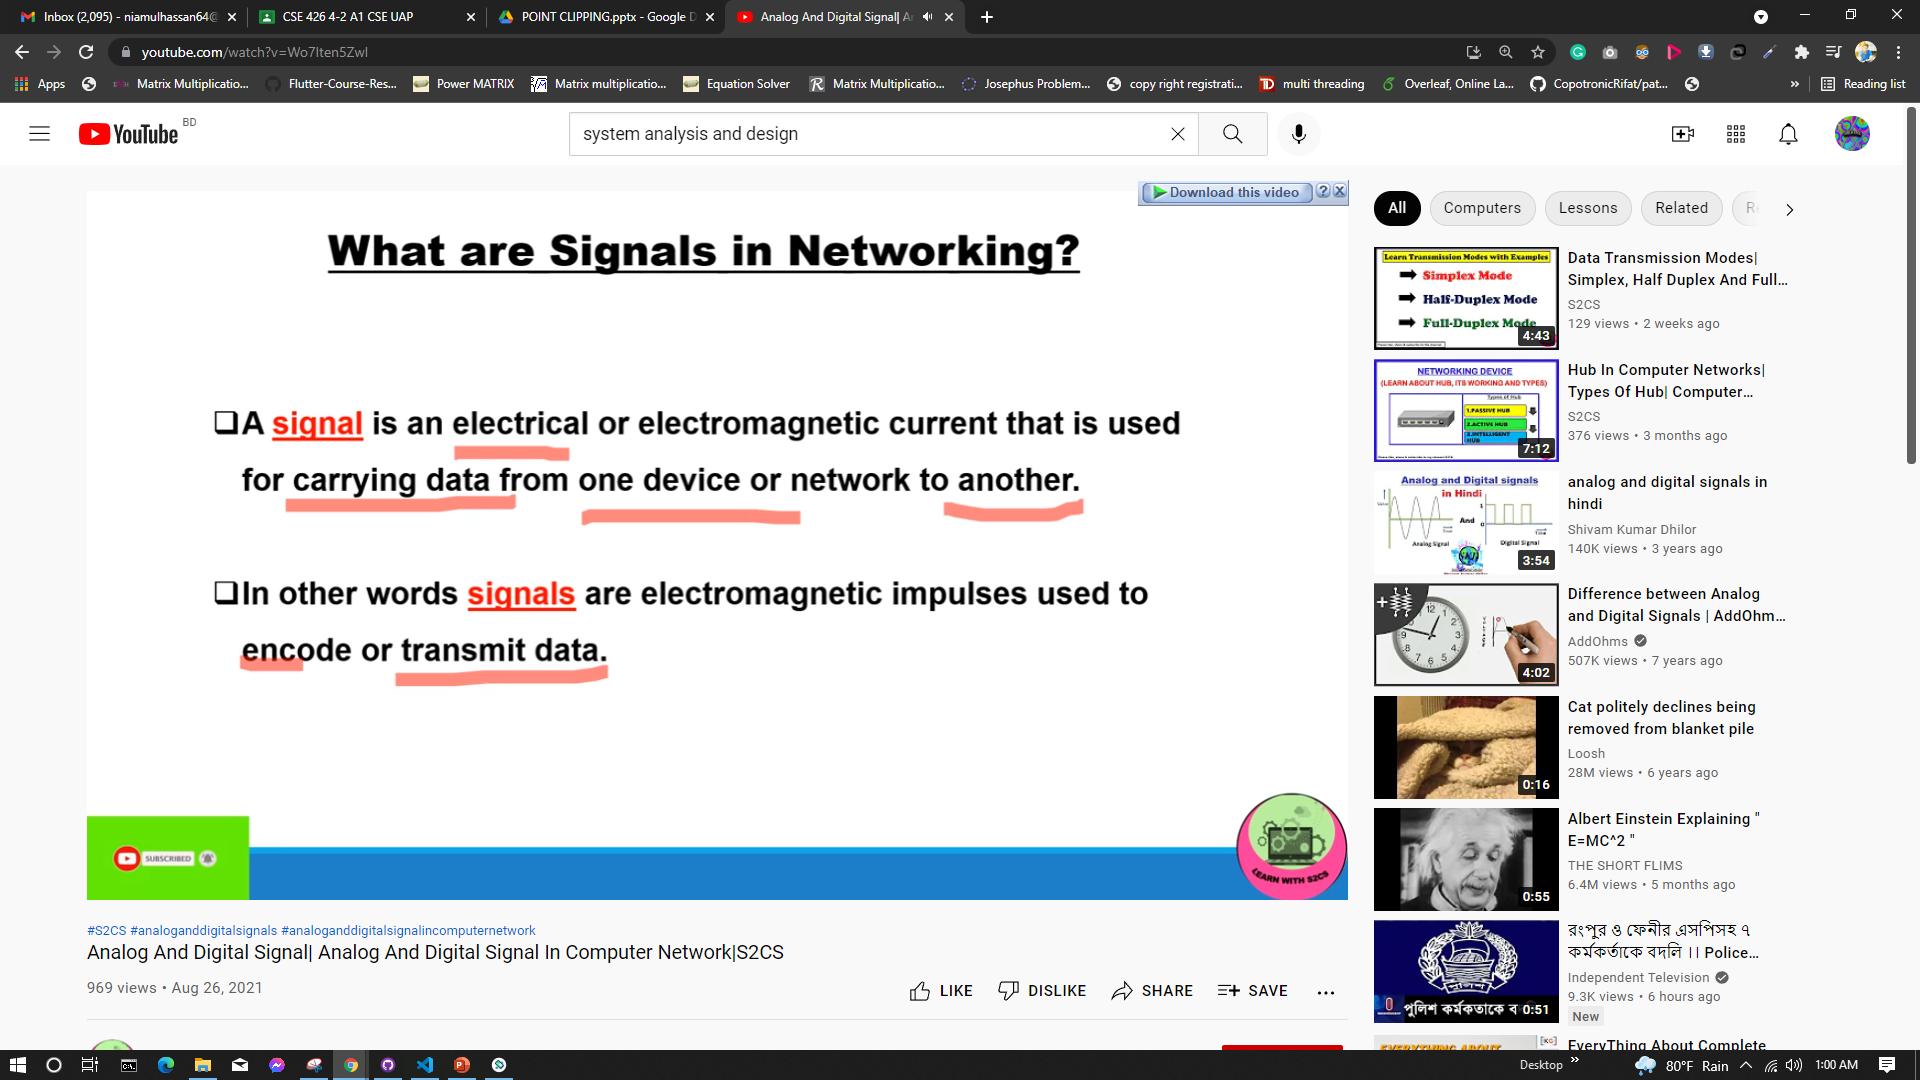 Inbox (2,095) - niamulhassan64@
CSE 426 4-2 A1 CSE UAP
POINT CLIPPING.pptx - Google D
Analog And Digital Signal| A
youtube.com/watch?v=Wo7Iten5ZwI
Apps
Matrix Multiplicatio...
Flutter-Course-Res...
Power MATRIX
Matrix multiplicatio...
Equation Solver
Matrix Multiplicatio...
Josephus Problem...
copy right registrati...
multi threading
Overleaf, Online La...
CopotronicRifat/pat...
»
Reading list
YouTube BD
system analysis and design
Download this video ? X
What are Signals in Networking?
A signal is an electrical or electromagnetic current that is used
for carrying data from one device or network to another.
In other words signals are electromagnetic impulses used to
encode or transmit data.
SUBSCRIBED
LEARN WITH S2CS
#S2CS #analoganddigitalsignals #analoganddigitalsignalincomputernetwork
Analog And Digital Signal| Analog And Digital Signal In Computer Network|S2CS
969 views • Aug 26, 2021
LIKE
DISLIKE
SHARE
SAVE
...
All
Computers
Lessons
Related
Learn Transmission Modes with Examples
Simplex Mode
Half-Duplex Mode
Full-Duplex Mode
4:43
Data Transmission Modes|
Simplex, Half Duplex And Full...
S2CS
129 views • 2 weeks ago
NETWORKING DEVICE
(LEARN ABOUT HUB, ITS WORKING AND TYPES)
Types of Hub
1.PASSIVE HUB
2.ACTIVE HUB
3.INTELLIGENT
HUB
7:12
Hub In Computer Networks|
Types Of Hub| Computer...
S2CS
376 views • 3 months ago
Analog and Digital signals
in Hindi
And
Analog Signal
Digital Signal
3:54
analog and digital signals in
hindi
Shivam Kumar Dhilor
140K views • 3 years ago
4:02
Difference between Analog
and Digital Signals | AddOhm...
AddOhms
507K views • 7 years ago
0:16
Cat politely declines being
removed from blanket pile
Loosh
28M views • 6 years ago
0:55
Albert Einstein Explaining "
E=MC^2 "
THE SHORT FLIMS
6.4M views • 5 months ago
পুলিশ কর্মকতাকে ব
0:51
রংপুর ও ফেনীর এসপিসহ ৭
কর্মকর্তাকে বদলি ।। Police...
Independent Television
9.3K views • 6 hours ago
New
EVERYTHING ABOUT
KG
EveryThing About Complete
Desktop »
80°F Rain
1:00 AM